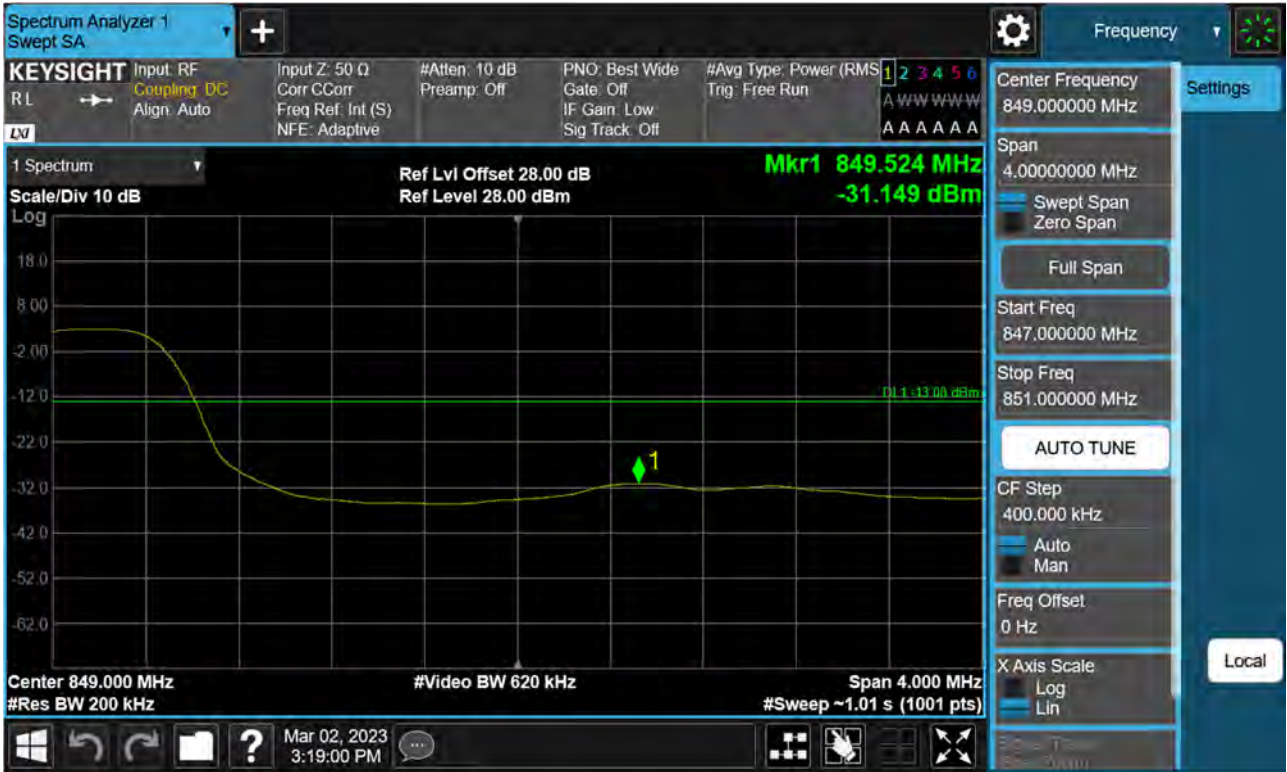 Spectrum Analyzer 1
Swept SA
+
Frequency
KEYSIGHT
R L
LXI
Input: RF
Coupling: DC
Align: Auto
Input Z: 50 Ω
Corr CCorr
Freq Ref: Int (S)
NFE: Adaptive
#Atten: 10 dB
Preamp: Off
PNO: Best Wide
Gate: Off
IF Gain: Low
Sig Track: Off
#Avg Type: Power (RMS
Trig: Free Run
1 2 3 4 5 6
A W W W W W
A A A A A A
1 Spectrum
Scale/Div 10 dB
Log
Ref Lvl Offset 28.00 dB
Ref Level 28.00 dBm
Mkr1 849.524 MHz
-31.149 dBm
18.0
8.00
-2.00
-12.0
-22.0
-32.0
-42.0
-52.0
-62.0
DL1 -13.00 dBm
1
Center 849.000 MHz
#Res BW 200 kHz
#Video BW 620 kHz
Span 4.000 MHz
#Sweep ~1.01 s (1001 pts)
Center Frequency
849.000000 MHz
Settings
Span
4.00000000 MHz
Swept Span
Zero Span
Full Span
Start Freq
847.000000 MHz
Stop Freq
851.000000 MHz
AUTO TUNE
CF Step
400.000 kHz
Auto
Man
Freq Offset
0 Hz
X Axis Scale
Log
Lin
Local
?
Mar 02, 2023
3:19:00 PM